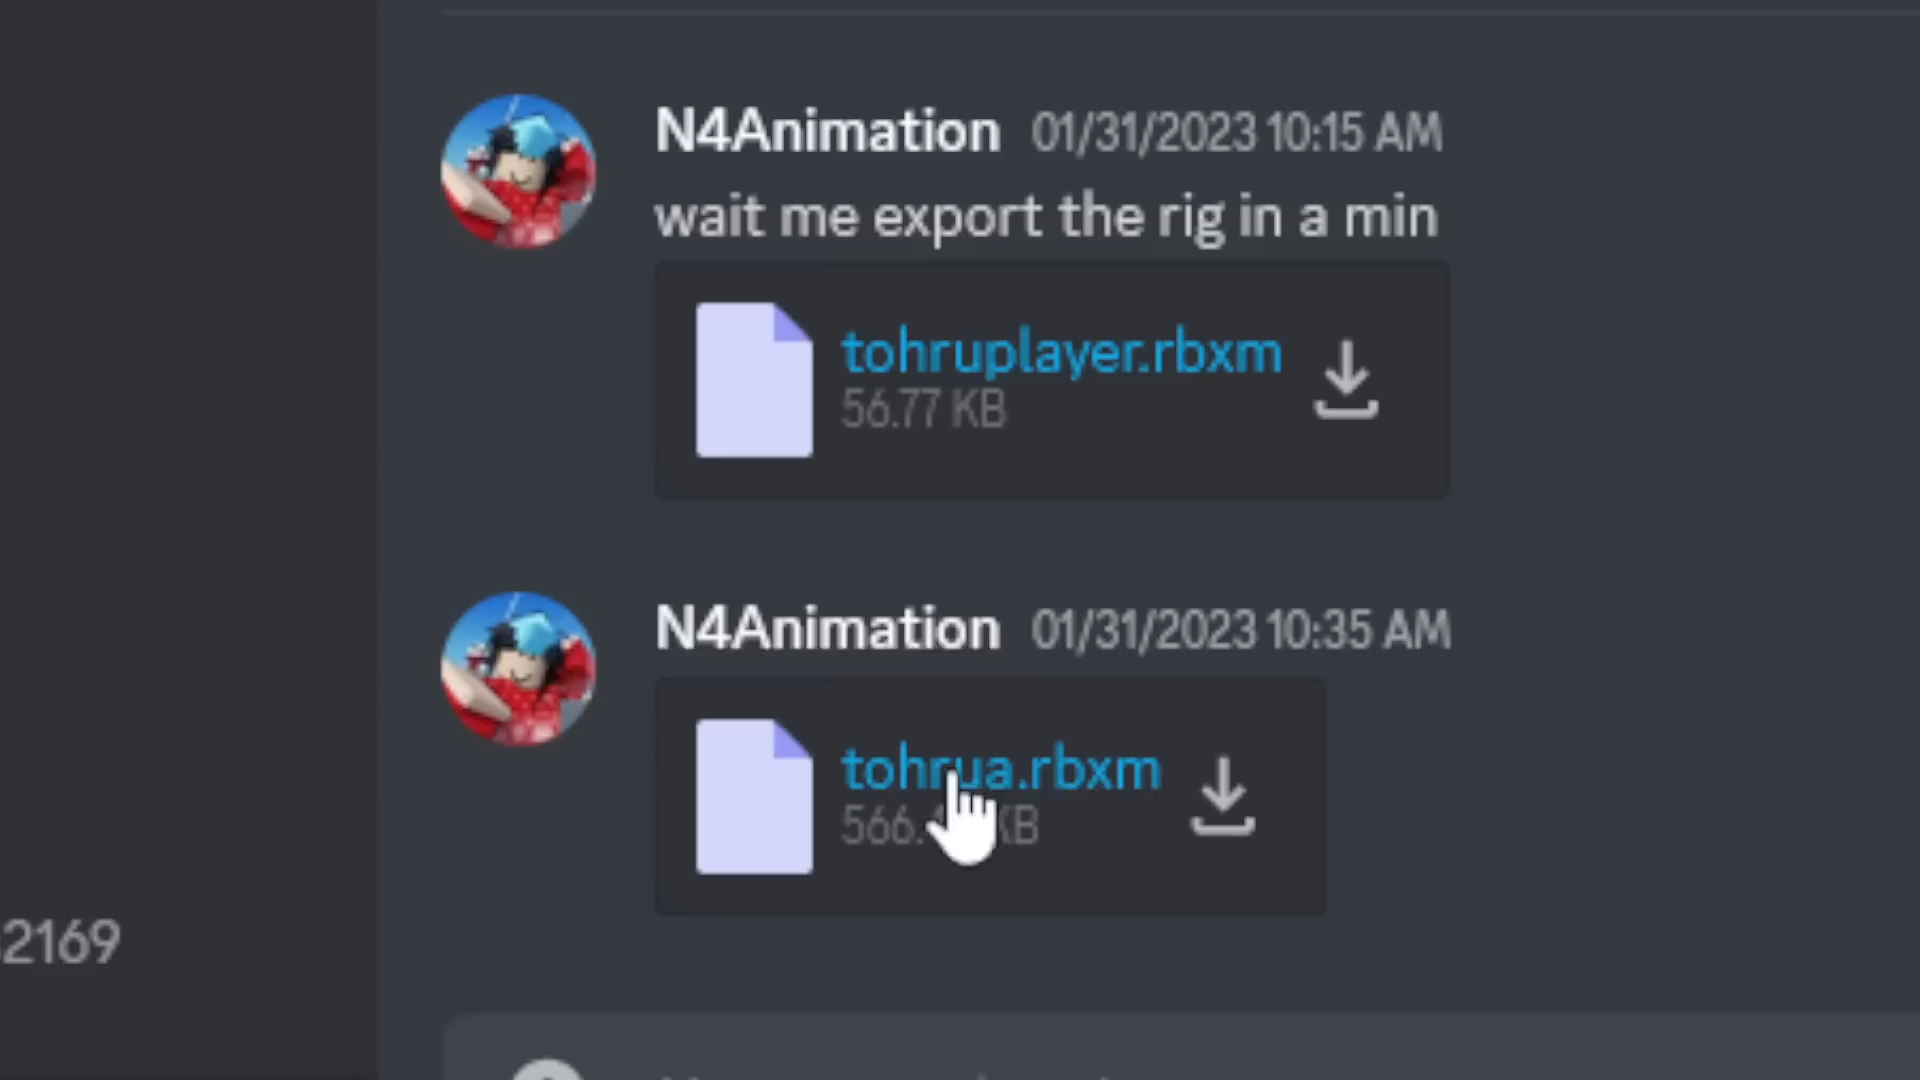 N4Animation 01/31/2023 10:15 AM
wait me export the rig in a min
tohruplayer.rbxm
56.77 KB
N4Animation 01/31/2023 10:35 AM
tohrua.rbxm
KB
2169